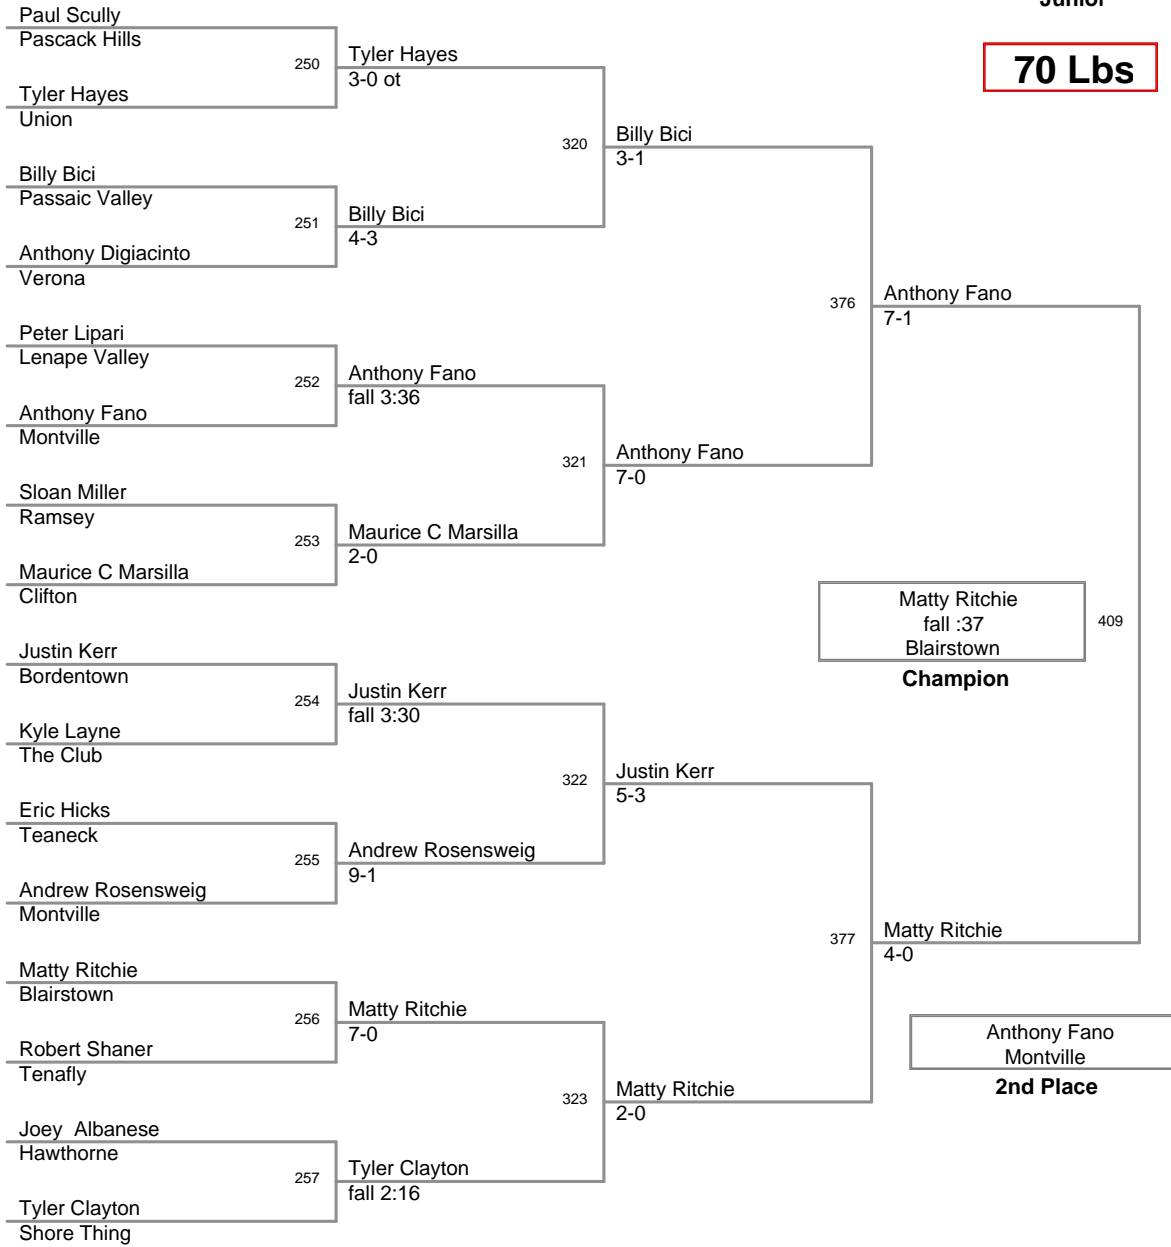 Junior
70 Lbs
Paul Scully
Pascack Hills
250
Tyler Hayes
3-0 ot
Tyler Hayes
Union
320
Billy Bici
3-1
Billy Bici
Passaic Valley
251
Billy Bici
4-3
Anthony Digiacinto
Verona
376
Anthony Fano
7-1
Peter Lipari
Lenape Valley
252
Anthony Fano
fall 3:36
Anthony Fano
Montville
321
Anthony Fano
7-0
Sloan Miller
Ramsey
253
Maurice C Marsilla
2-0
Maurice C Marsilla
Clifton
Matty Ritchie
fall :37
Blairstown
Champion
409
Justin Kerr
Bordentown
254
Justin Kerr
fall 3:30
Kyle Layne
The Club
322
Justin Kerr
5-3
Eric Hicks
Teaneck
255
Andrew Rosensweig
9-1
Andrew Rosensweig
Montville
377
Matty Ritchie
4-0
Matty Ritchie
Blairstown
256
Matty Ritchie
7-0
Robert Shaner
Tenafly
Anthony Fano
Montville
2nd Place
323
Matty Ritchie
2-0
Joey  Albanese
Hawthorne
257
Tyler Clayton
fall 2:16
Tyler Clayton
Shore Thing